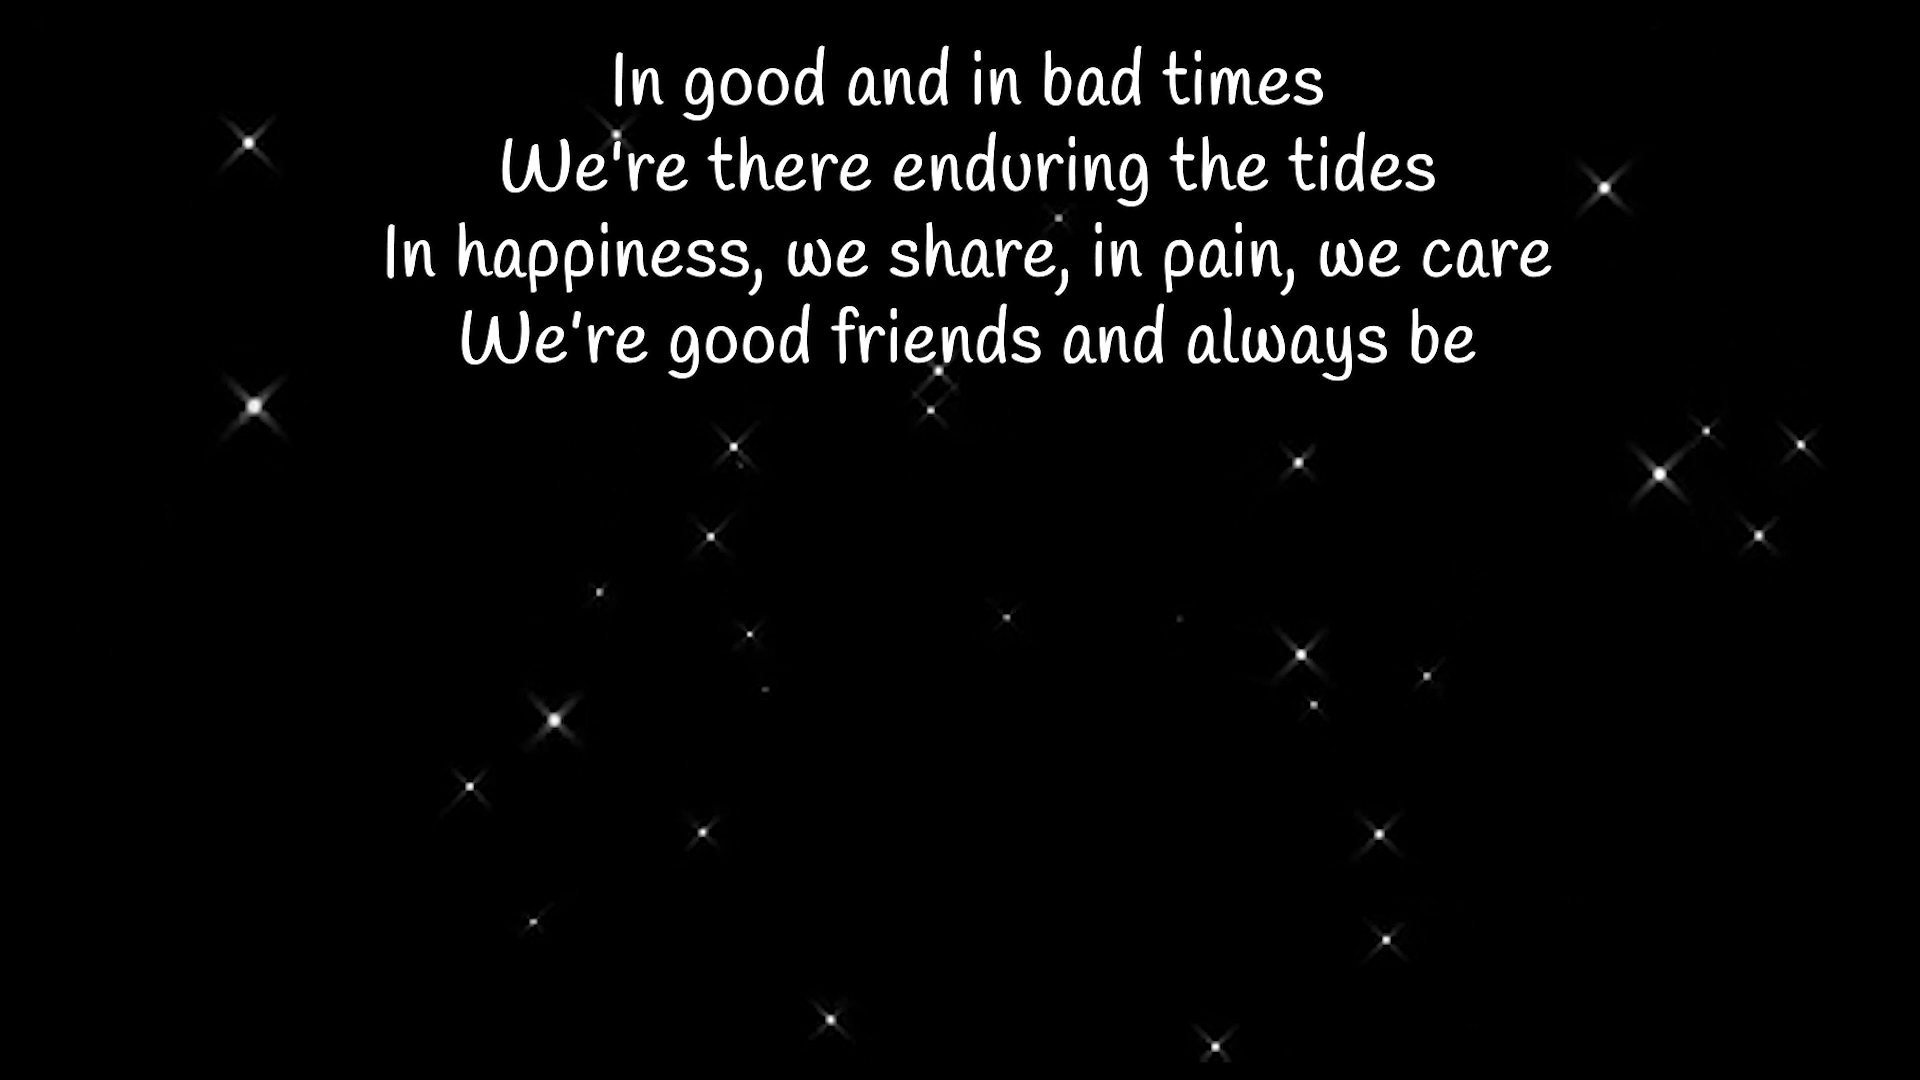 In good and in bad times
We're there enduring the tides
In happiness, we share, in pain, we care
We're good friends and always be